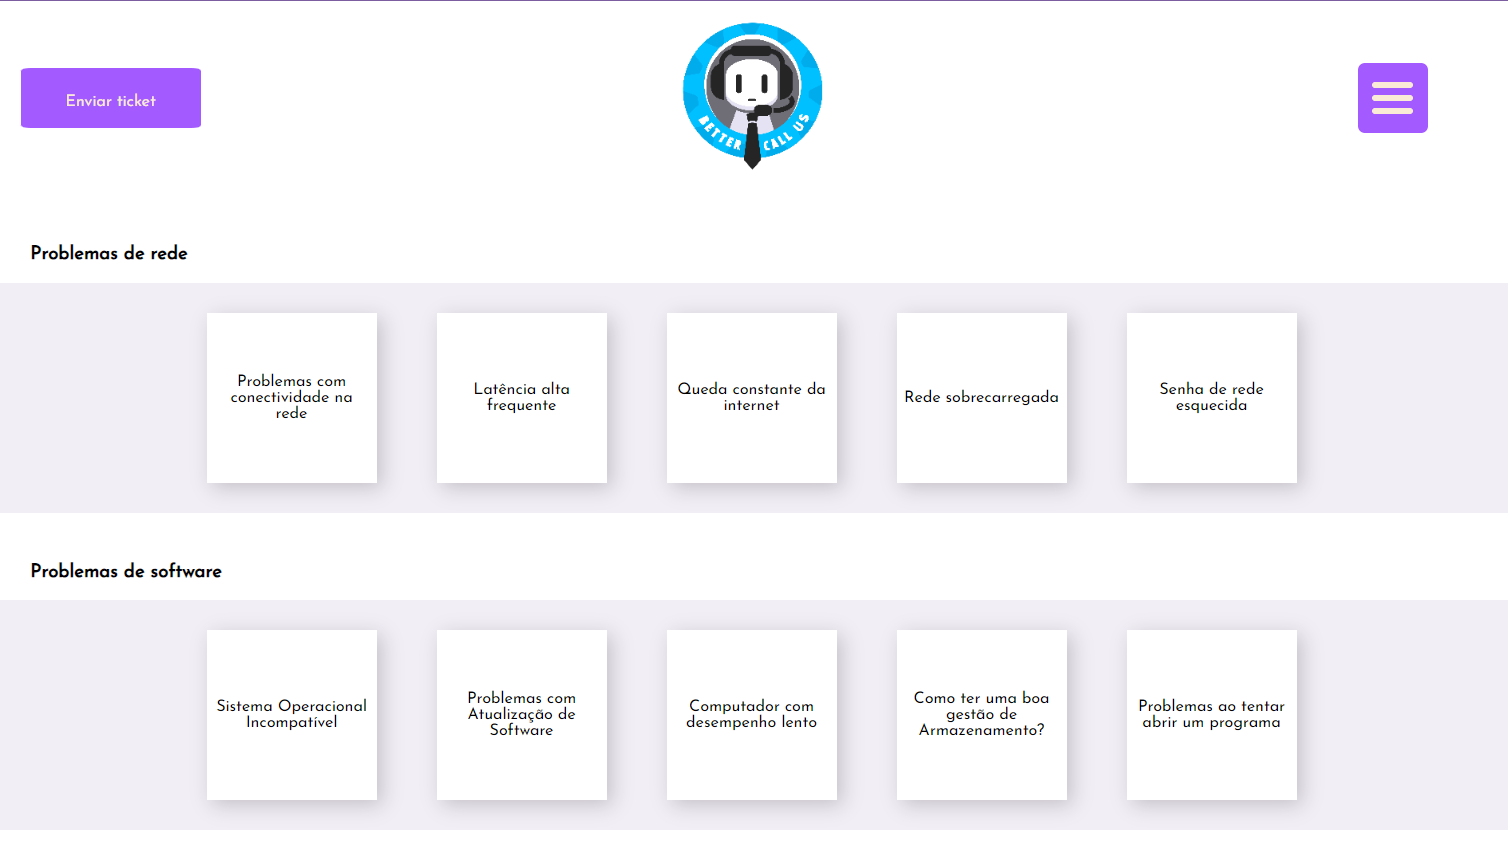 Enviar ticket
BETTER CALL US
Problemas de rede
Problemas com
conectividade na
rede
Latência alta
frequente
Queda constante da
internet
Rede sobrecarregada
Senha de rede
esquecida
Problemas de software
Sistema Operacional
Incompatível
Problemas com
Atualização de
Software
Computador com
desempenho lento
Como ter uma boa
gestão de
Armazenamento?
Problemas ao tentar
abrir um programa